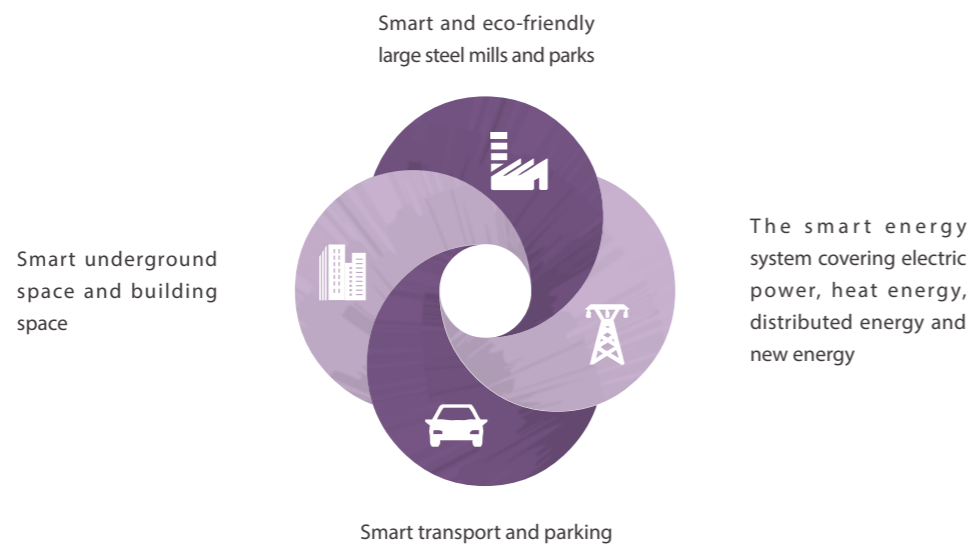 Smart and eco-friendly
large steel mills and parks
Smart underground
space and building
space
The smart energy
system covering electric
power, heat energy,
distributed energy and
new energy
Smart transport and parking